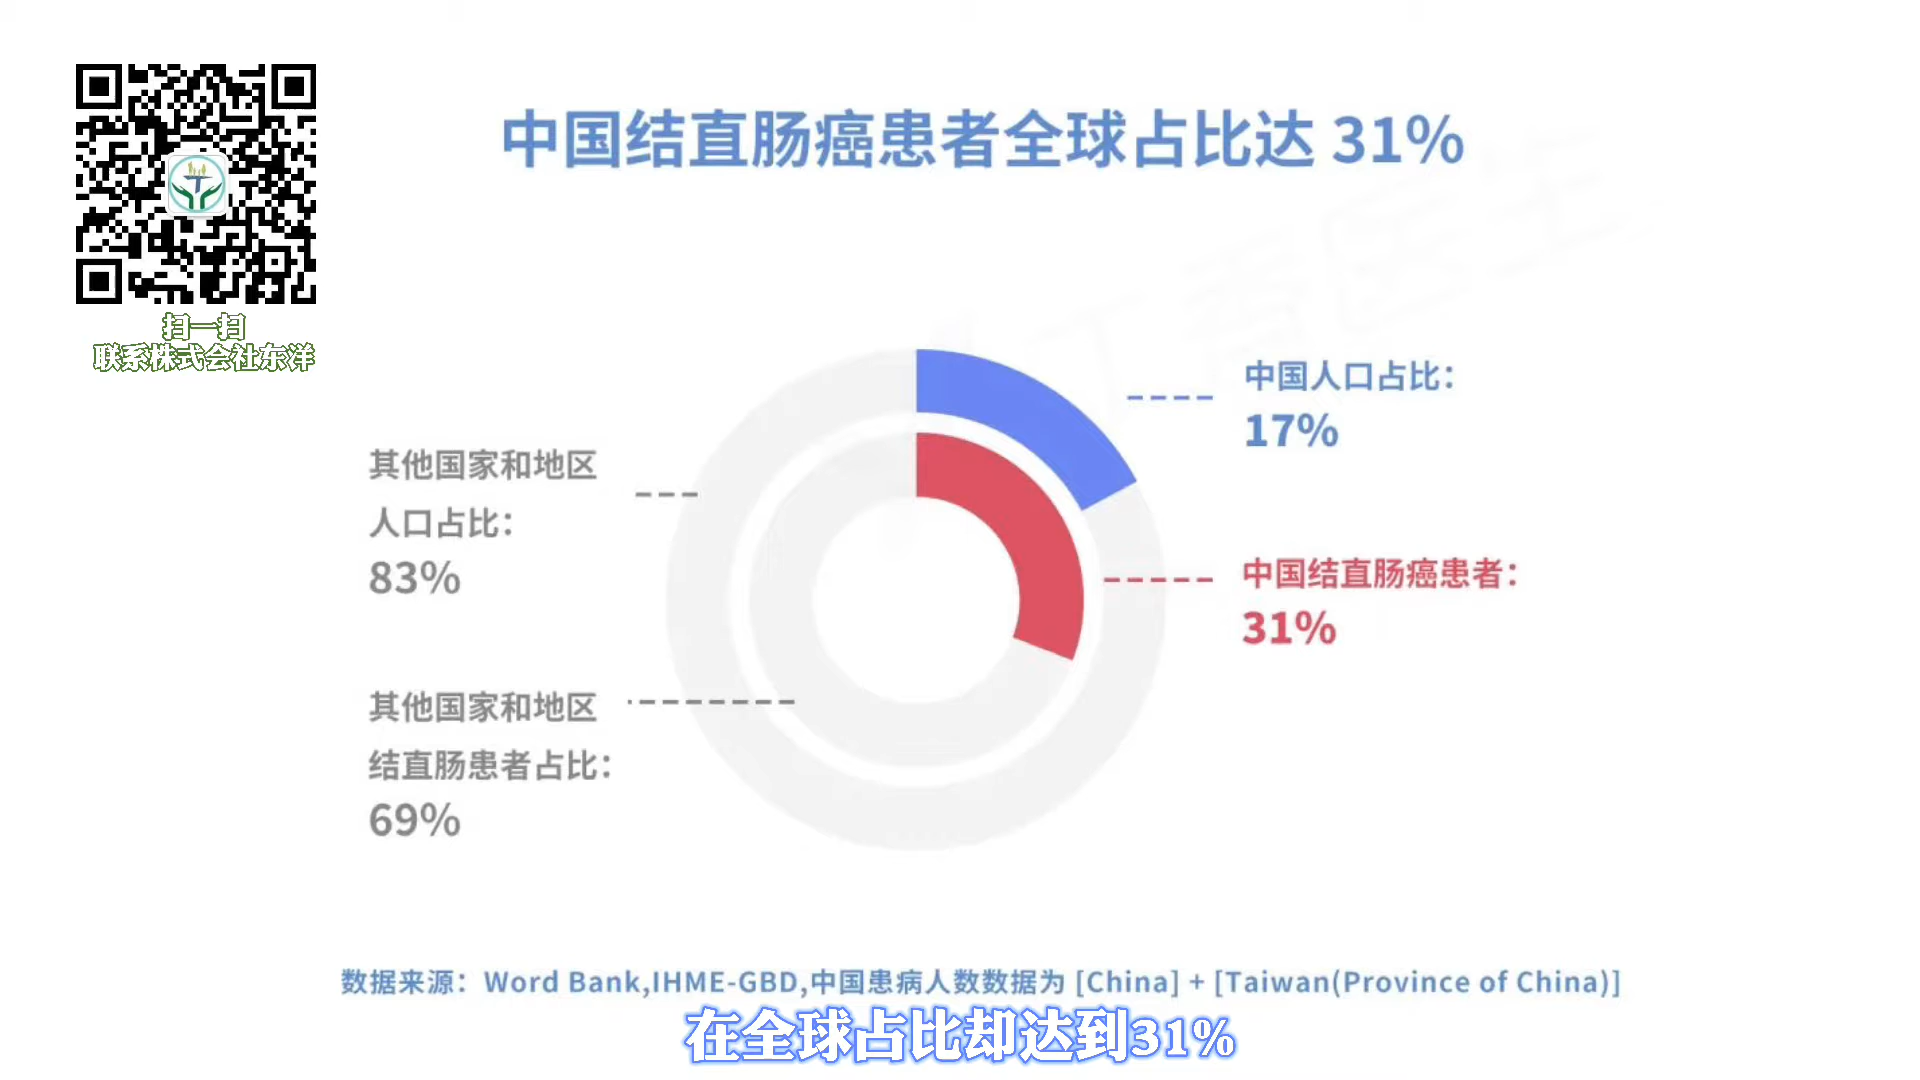 中国结直肠癌患者全球占比达 31%
扫一扫
联系株式会社东洋
丁香医生
中国人口占比：
17%
其他国家和地区
人口占比：
83%
中国结直肠癌患者：
31%
其他国家和地区
结直肠患者占比：
69%
数据来源：Word Bank,IHME-GBD,中国患病人数数据为 [China] + [Taiwan(Province of China)]
在全球占比却达到31%